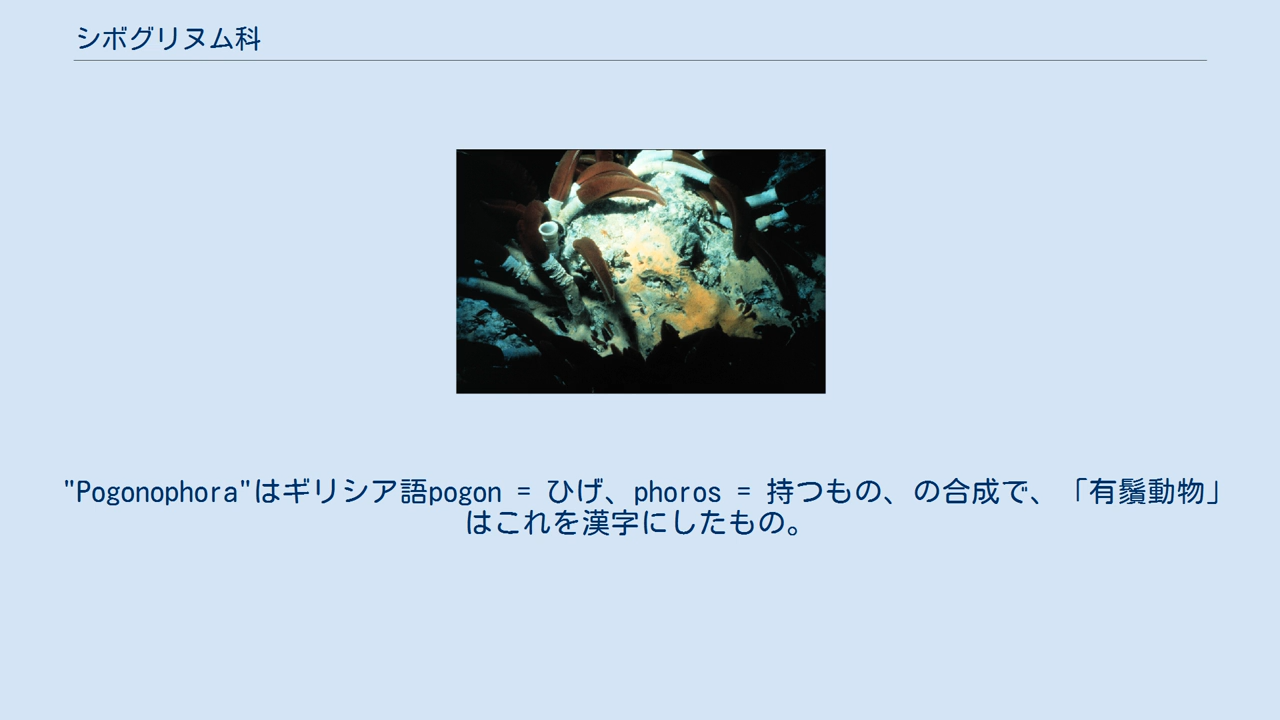 シボグリヌム科
"Pogonophora"はギリシア語pogon = ひげ、phoros = 持つもの、の合成で、「有鬚動物」
はこれを漢字にしたもの。